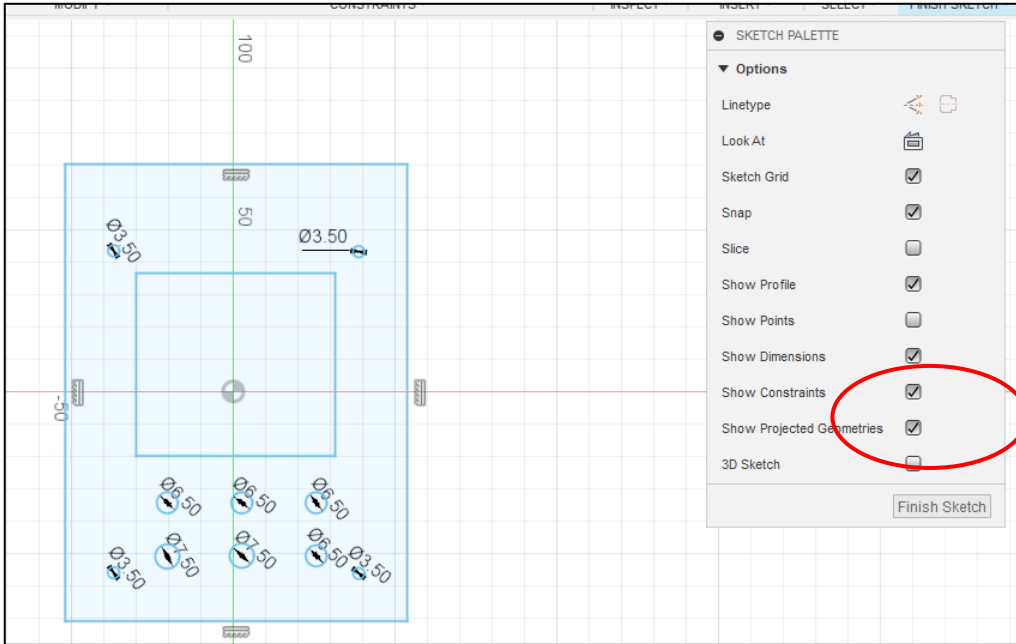 MODIFY CONSTRAINTS INSPECT INSERT SELECT FINISH SKETCH
SKETCH PALETTE
Options
Linetype
Look At
Sketch Grid
Snap
Slice
Show Profile
Show Points
Show Dimensions
Show Constraints
Show Projected Geometries
3D Sketch
Finish Sketch
100
50
Ø3.50
Ø3.50
-50
Ø6.50
Ø6.50
Ø6.50
Ø3.50
Ø7.50
Ø7.50
Ø6.50
Ø3.50